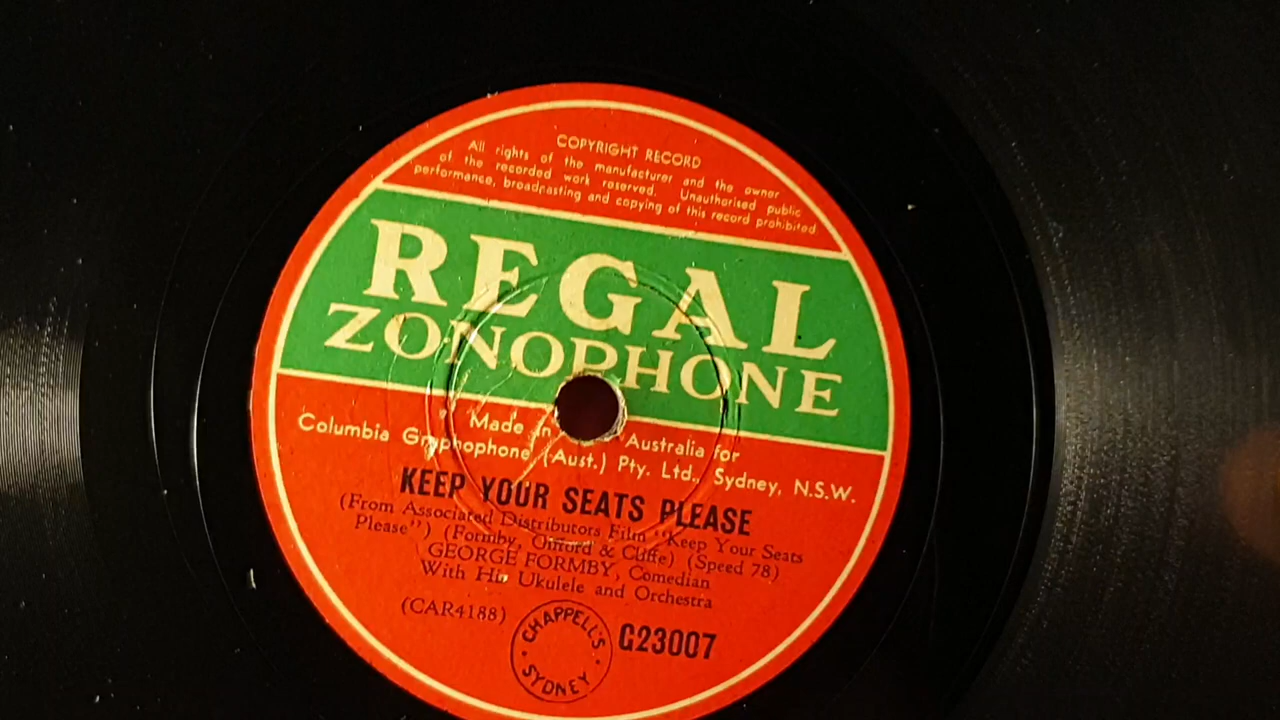 COPYRIGHT RECORD
All rights of the manufacturer and the owner
of the recorded work reserved. Unauthorised public
performance, broadcasting and copying of this record prohibited
REGAL
ZONOPHONE
Made in Australia for
Columbia Graphophone (Aust.) Pty. Ltd., Sydney, N.S.W.
KEEP YOUR SEATS PLEASE
(From Associated Distributors Film "Keep Your Seats
Please") (Formby, Gifford & Cliffe) (Speed 78)
GEORGE FORMBY, Comedian
With His Ukulele and Orchestra
(CAR4188)
CHAPPELL'S
SYDNEY
G23007